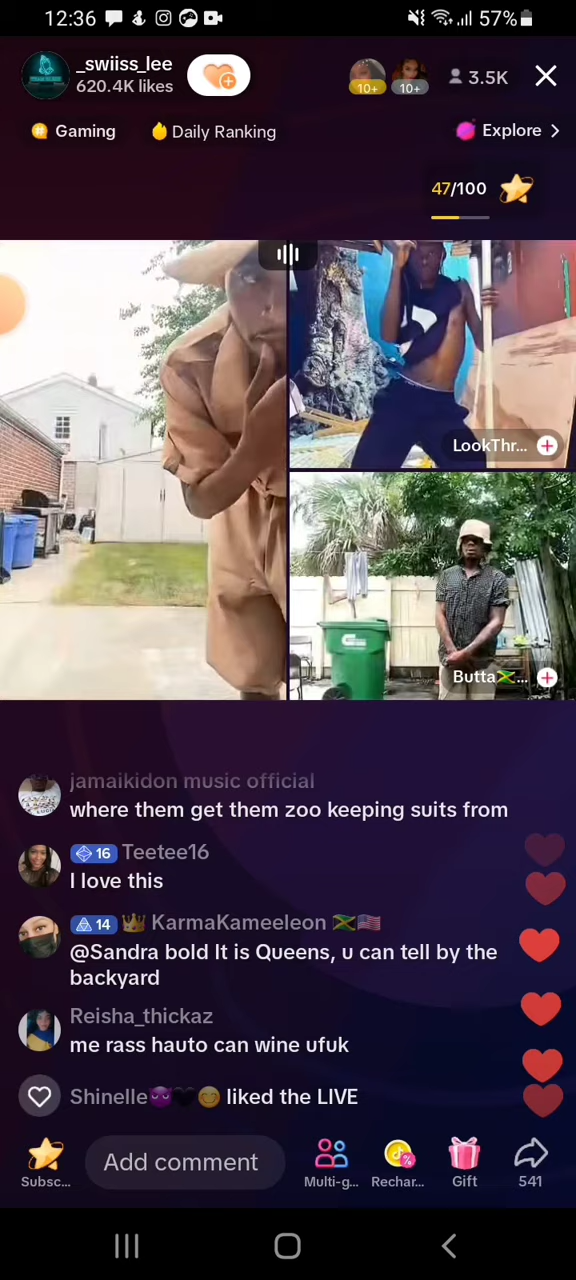 12:36
57%
_swiiss_lee
620.4K likes
10+
10+
3.5K
Gaming
Daily Ranking
Explore
47/100
LookThr...
Butta🇯🇲...
jamaikidon music official
where them get them zoo keeping suits from
16 Teetee16
I love this
14 👑 KarmaKameeleon 🇯🇲🇺🇸
@Sandra bold It is Queens, u can tell by the
backyard
Reisha_thickaz
me rass hauto can wine ufuk
Shinelle😈🖤😊 liked the LIVE
Add comment
Subsc...
Multi-g...
Rechar...
Gift
541